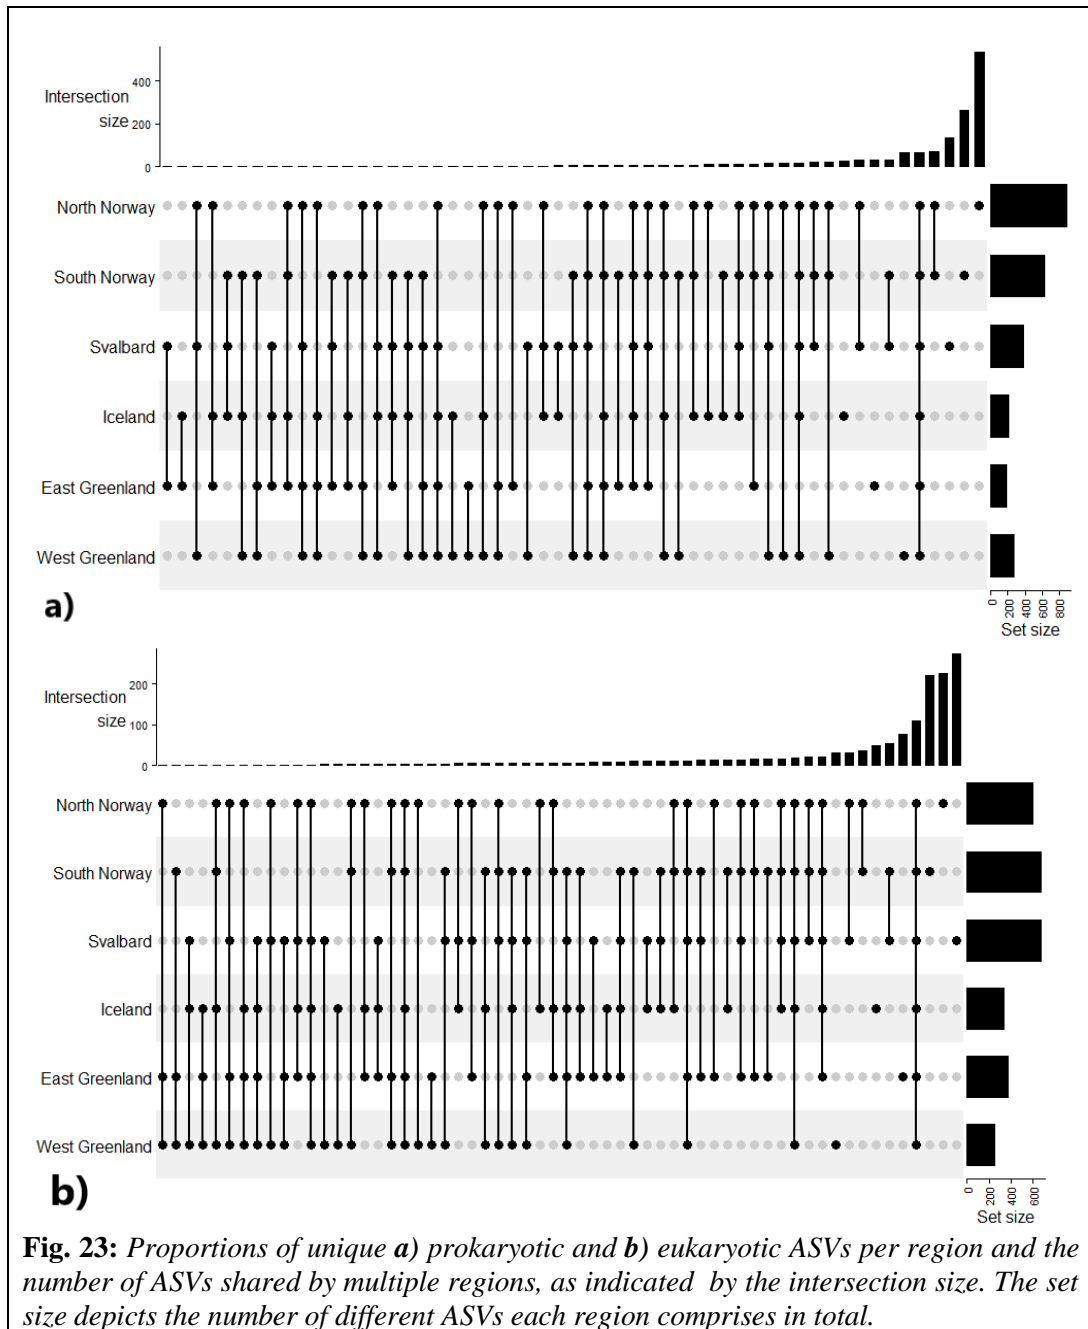 400
Intersection
size 200
0
North Norway
South Norway
Svalbard
Iceland
East Greenland
West Greenland
a)
0 200 400 600 800
Set size
200
Intersection
size 100
0
North Norway
South Norway
Svalbard
Iceland
East Greenland
West Greenland
b)
0 200 400 600
Set size
Fig. 23: Proportions of unique a) prokaryotic and b) eukaryotic ASVs per region and the
number of ASVs shared by multiple regions, as indicated by the intersection size. The set
size depicts the number of different ASVs each region comprises in total.